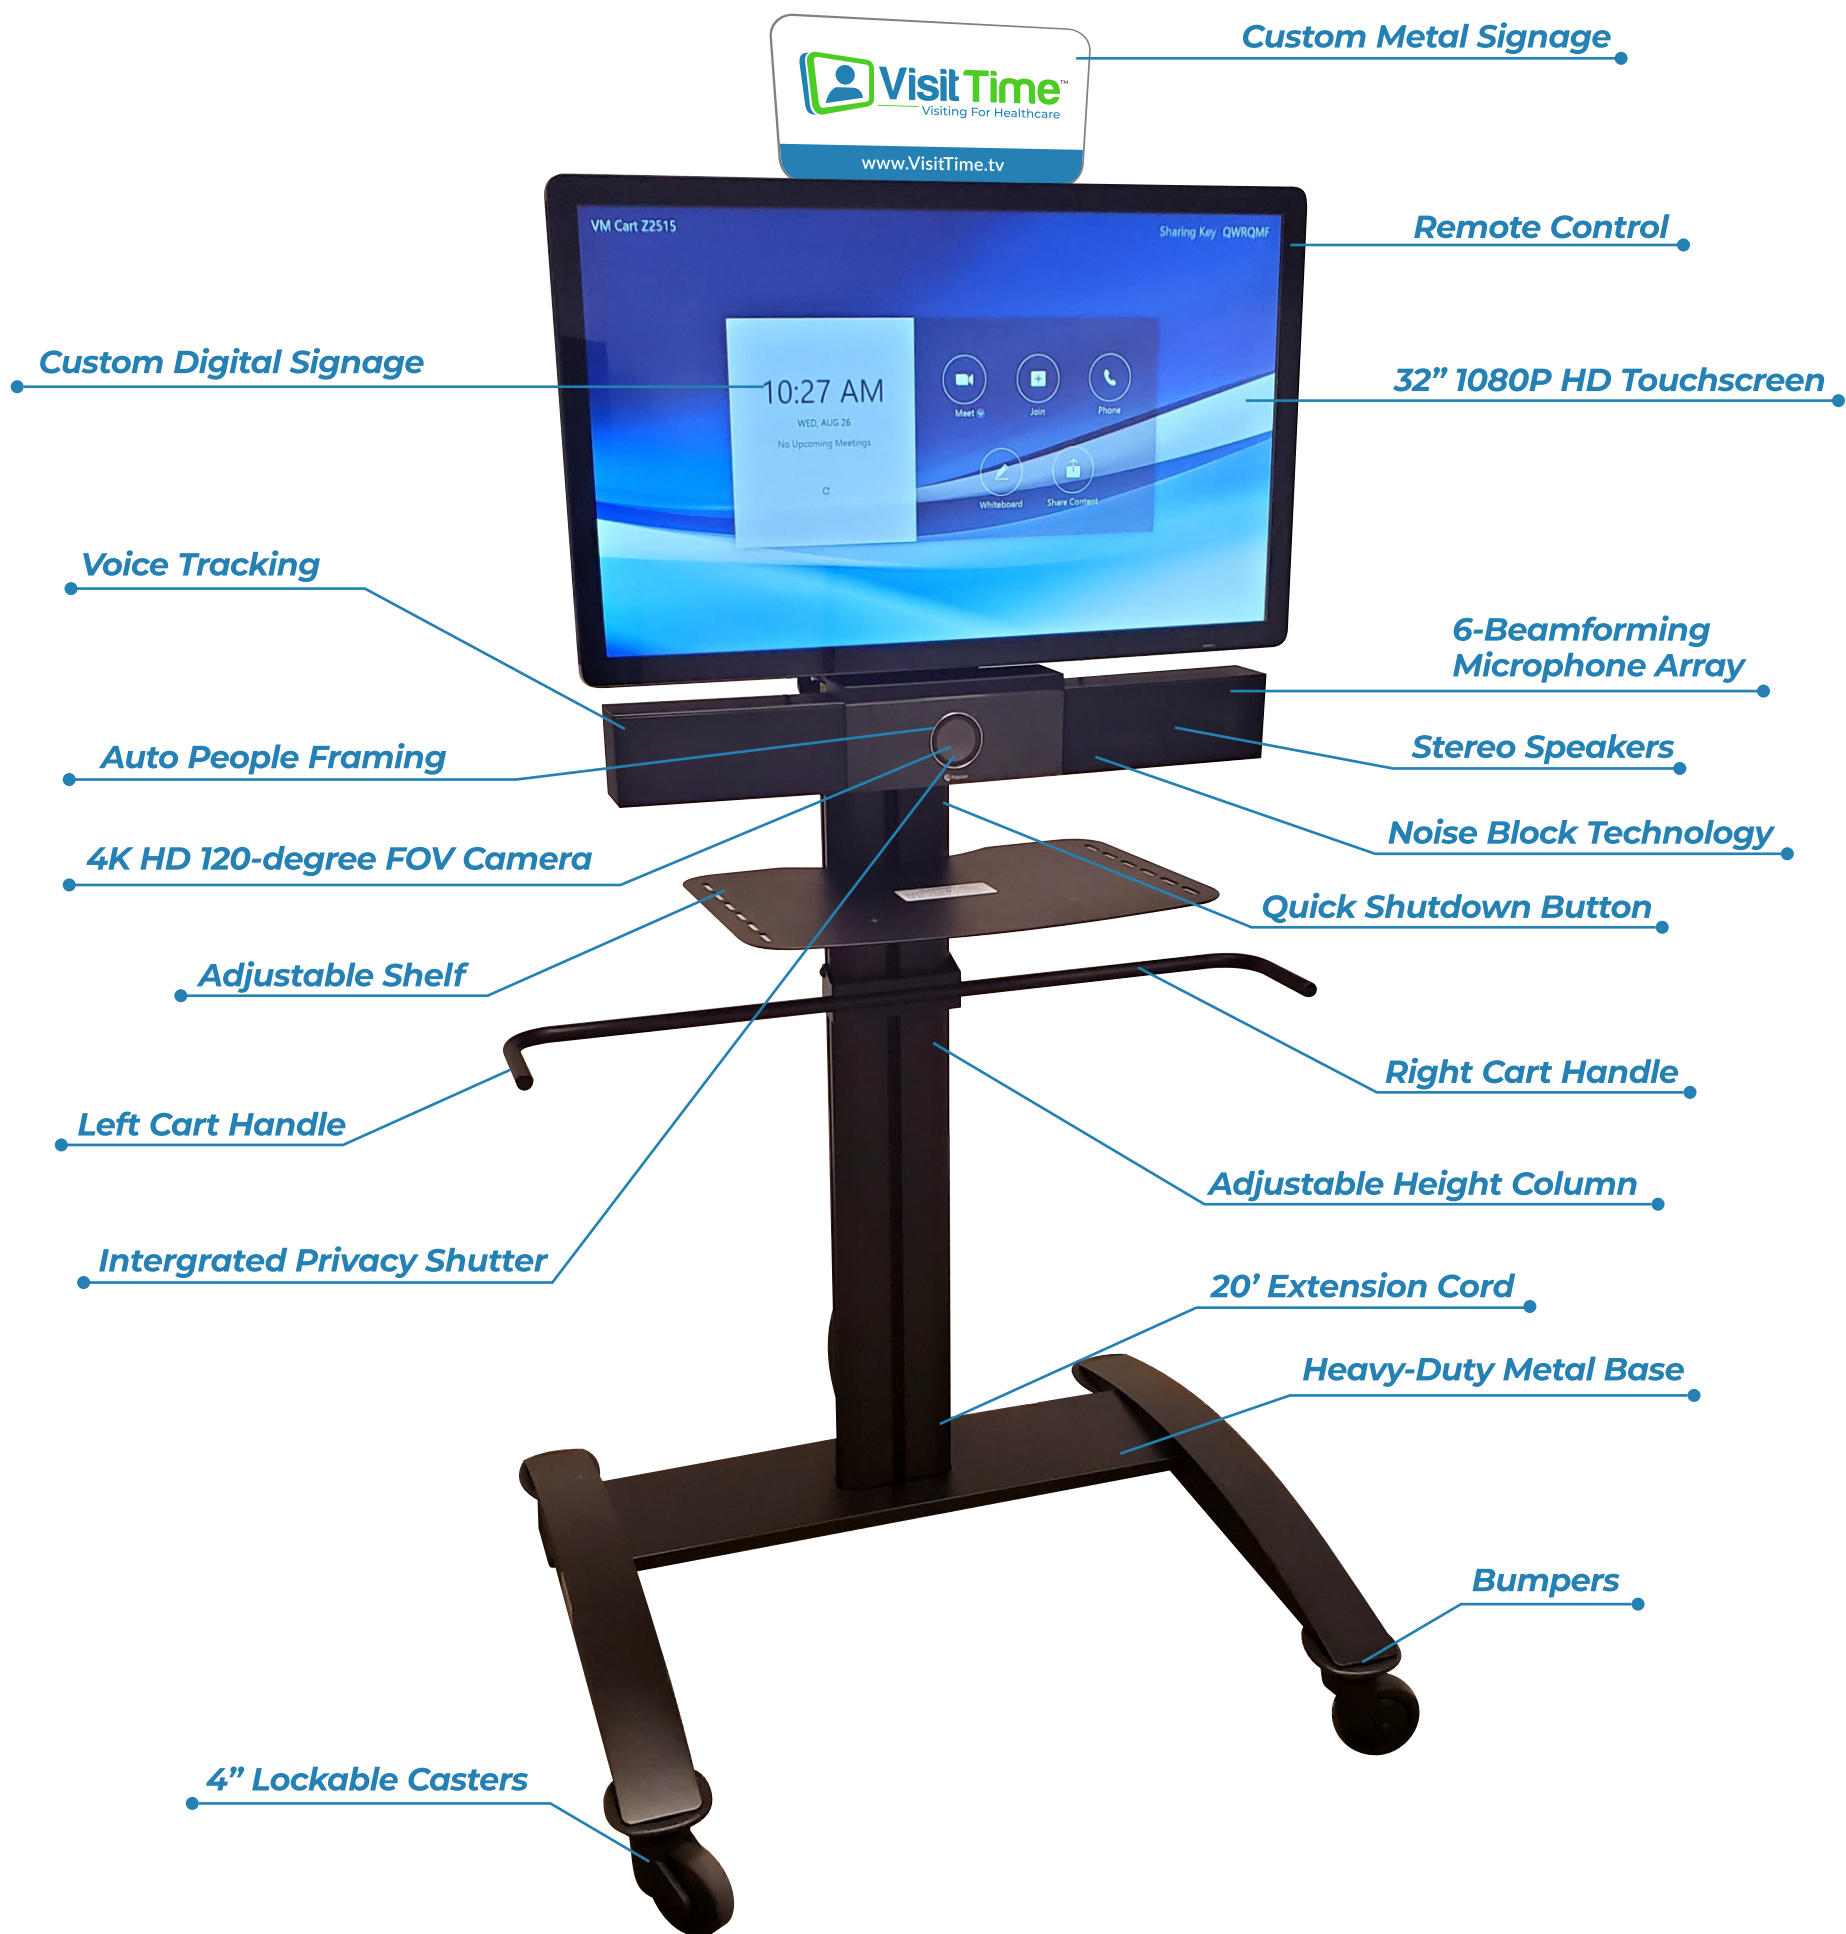 Custom Metal Signage
VisitTime™
Visiting For Healthcare
www.VisitTime.tv
VM Cart Z2515
Sharing Key QWRQMF
Remote Control
Custom Digital Signage
32” 1080P HD Touchscreen
10:27 AM
WED, AUG 26
No Upcoming Meetings
Meet
Join
Phone
Whiteboard
Share Content
Voice Tracking
6-Beamforming
Microphone Array
Auto People Framing
Stereo Speakers
Polycom
Noise Block Technology
4K HD 120-degree FOV Camera
Quick Shutdown Button
Adjustable Shelf
Right Cart Handle
Left Cart Handle
Adjustable Height Column
Intergrated Privacy Shutter
20’ Extension Cord
Heavy-Duty Metal Base
Bumpers
4” Lockable Casters